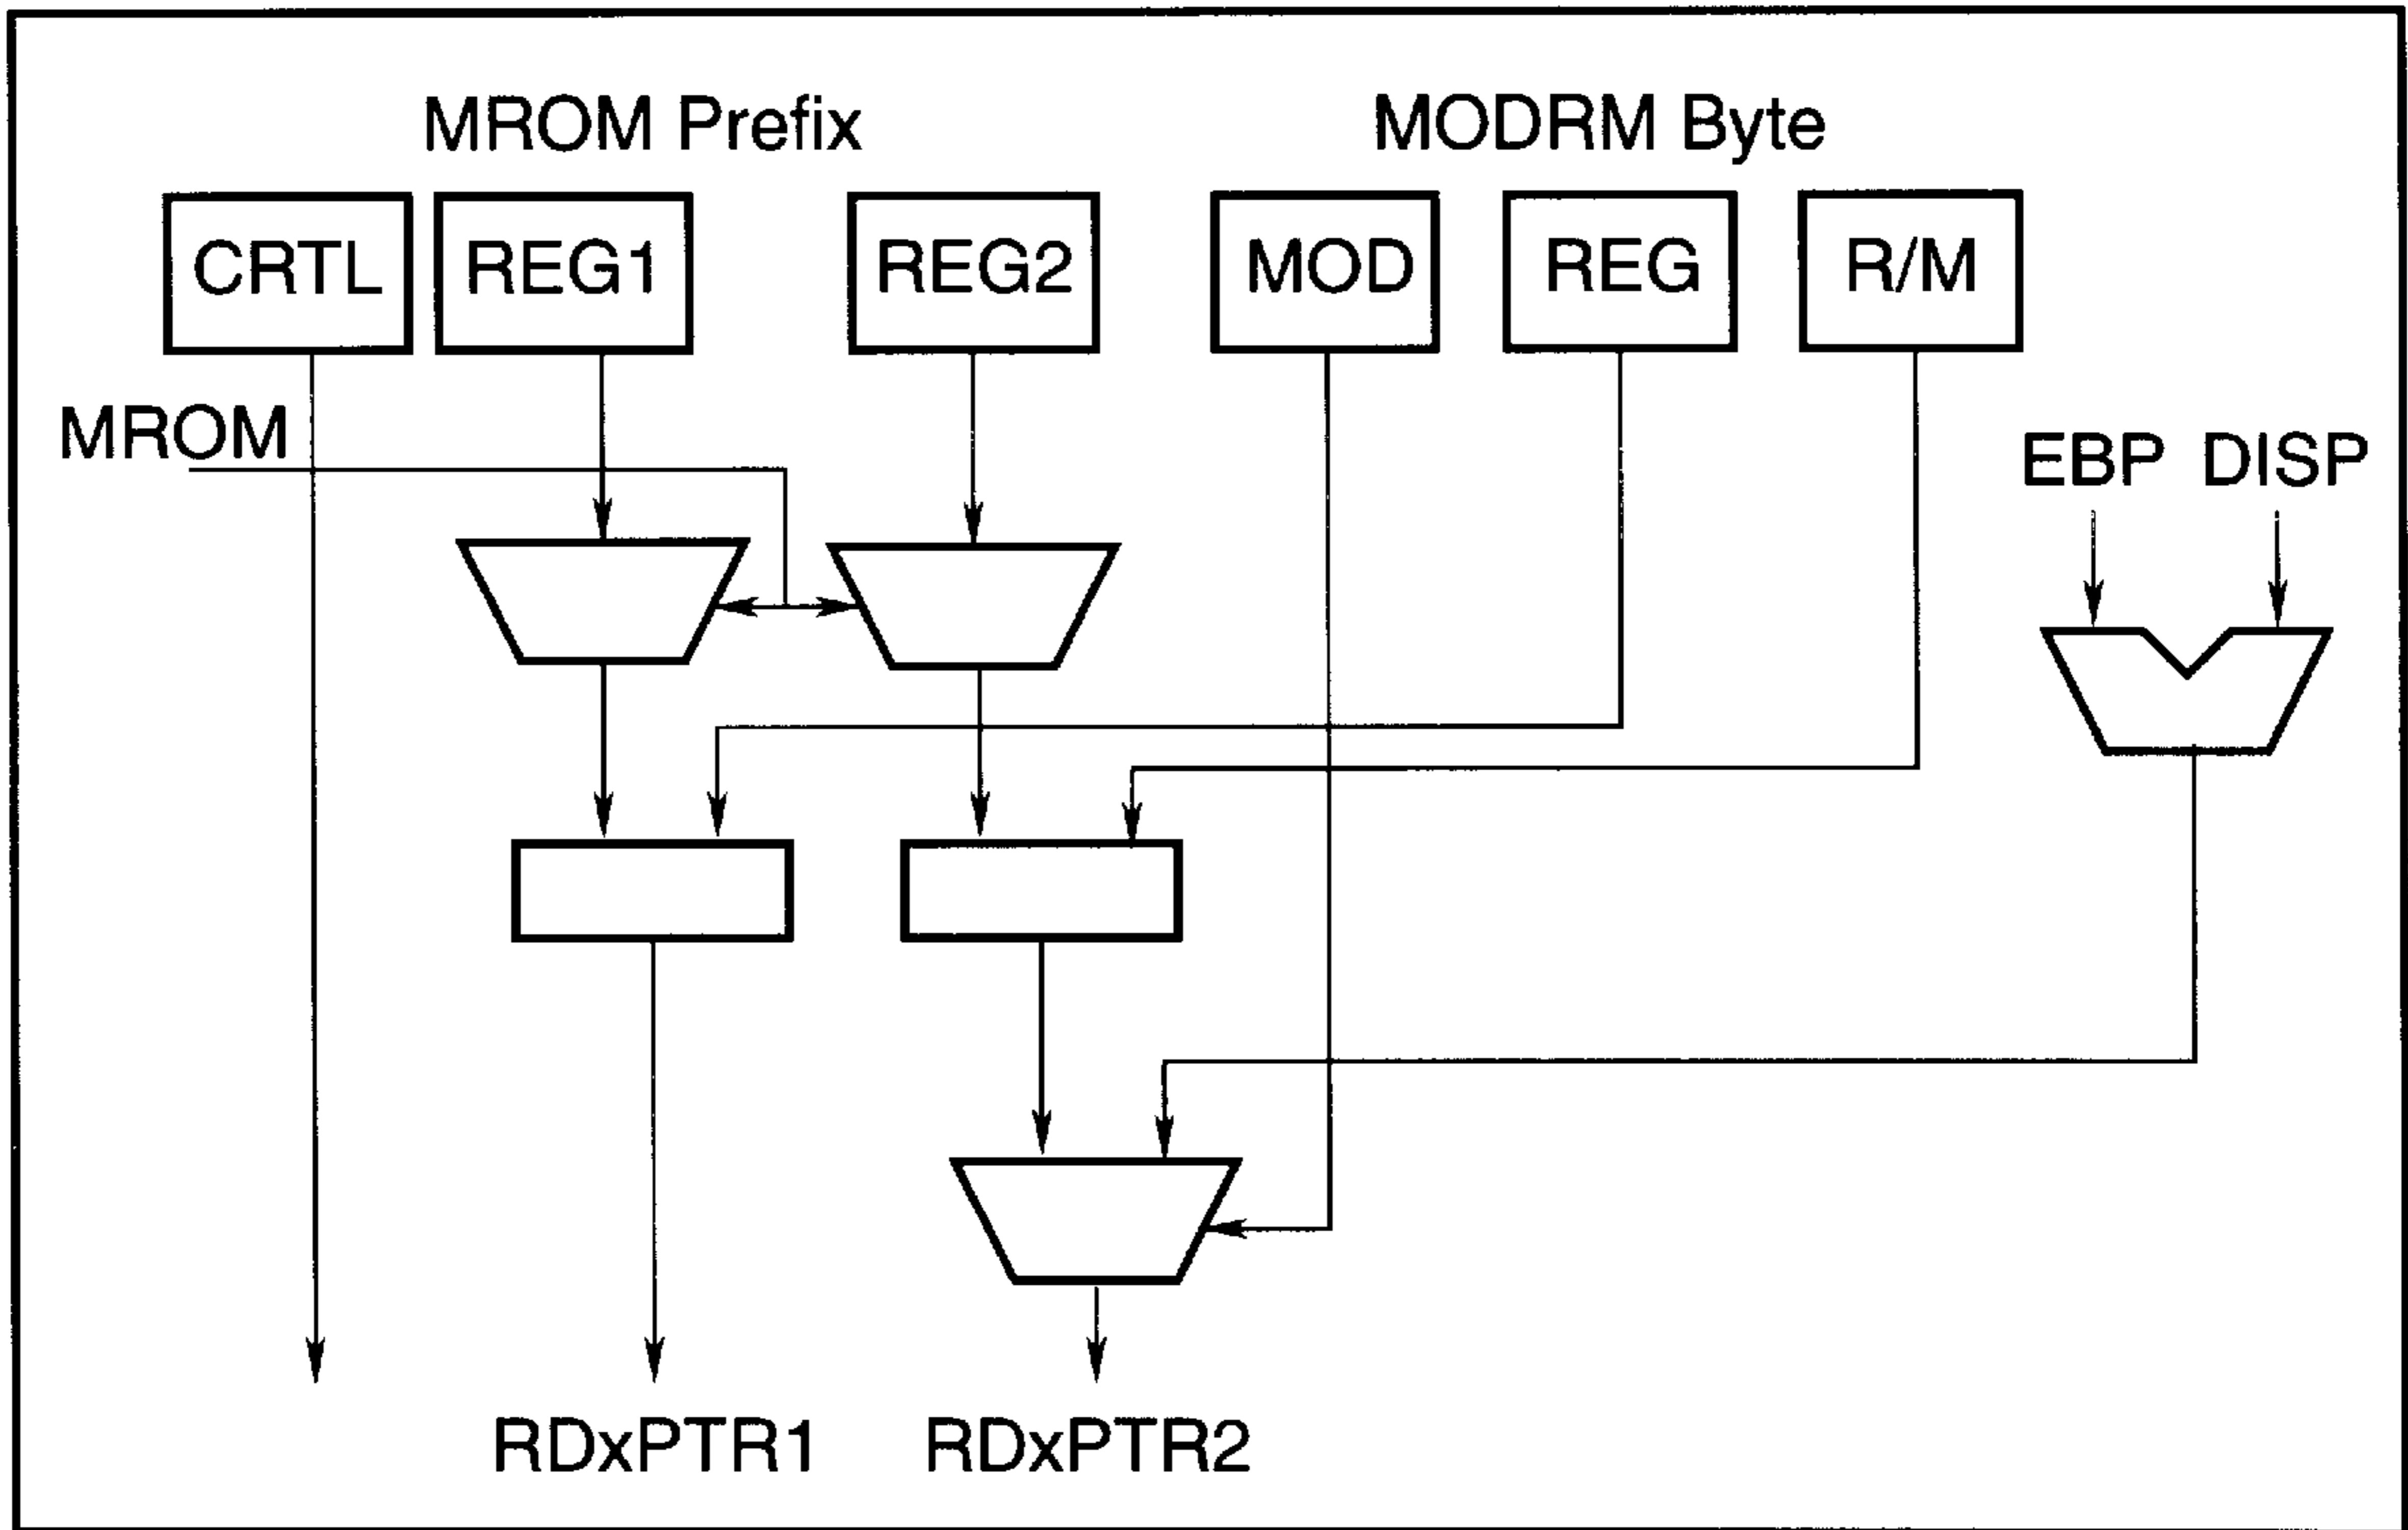 MROM Prefix MODRM Byte
CRTL REG1 REG2 MOD REG R/M
MROM
EBP DISP
RDxPTR1 RDxPTR2